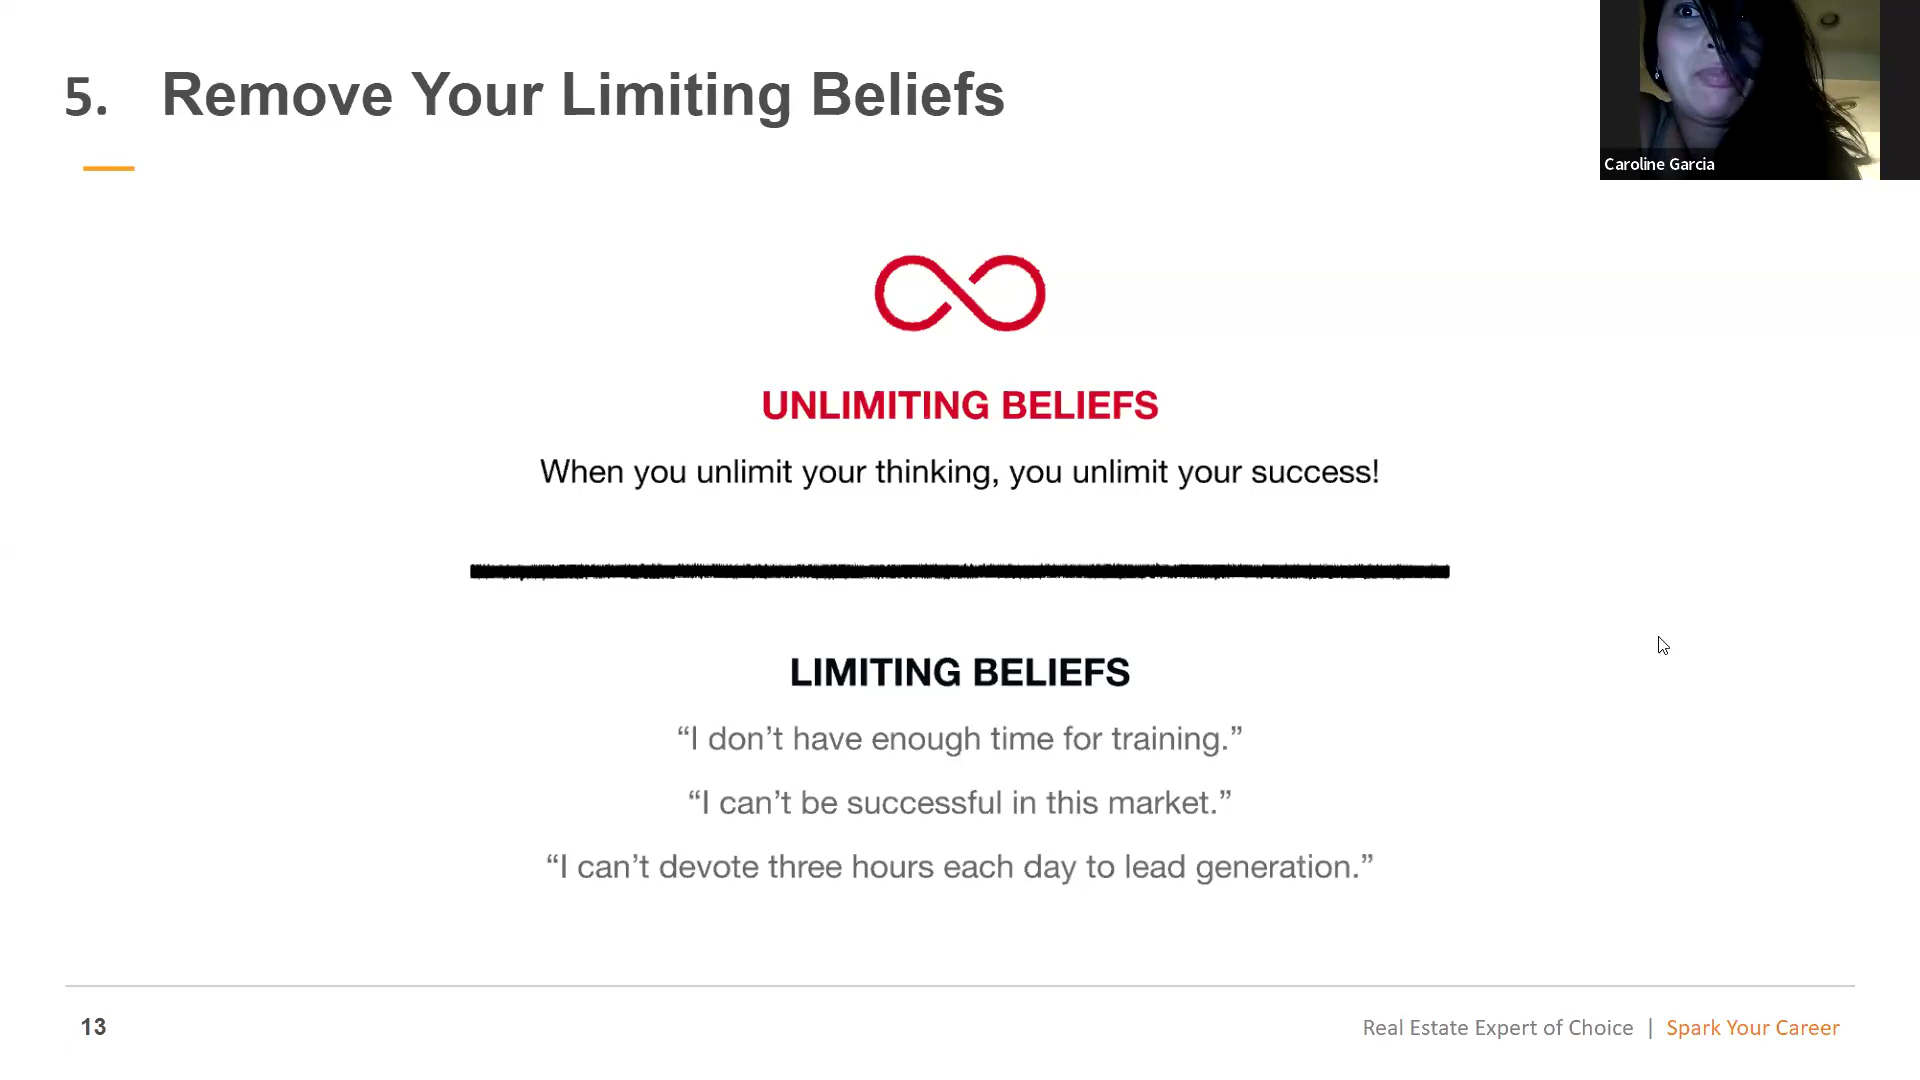 5. Remove Your Limiting Beliefs
Caroline Garcia
UNLIMITING BELIEFS
When you unlimit your thinking, you unlimit your success!
LIMITING BELIEFS
“I don’t have enough time for training.”
“I can’t be successful in this market.”
“I can’t devote three hours each day to lead generation.”
13
Real Estate Expert of Choice | Spark Your Career